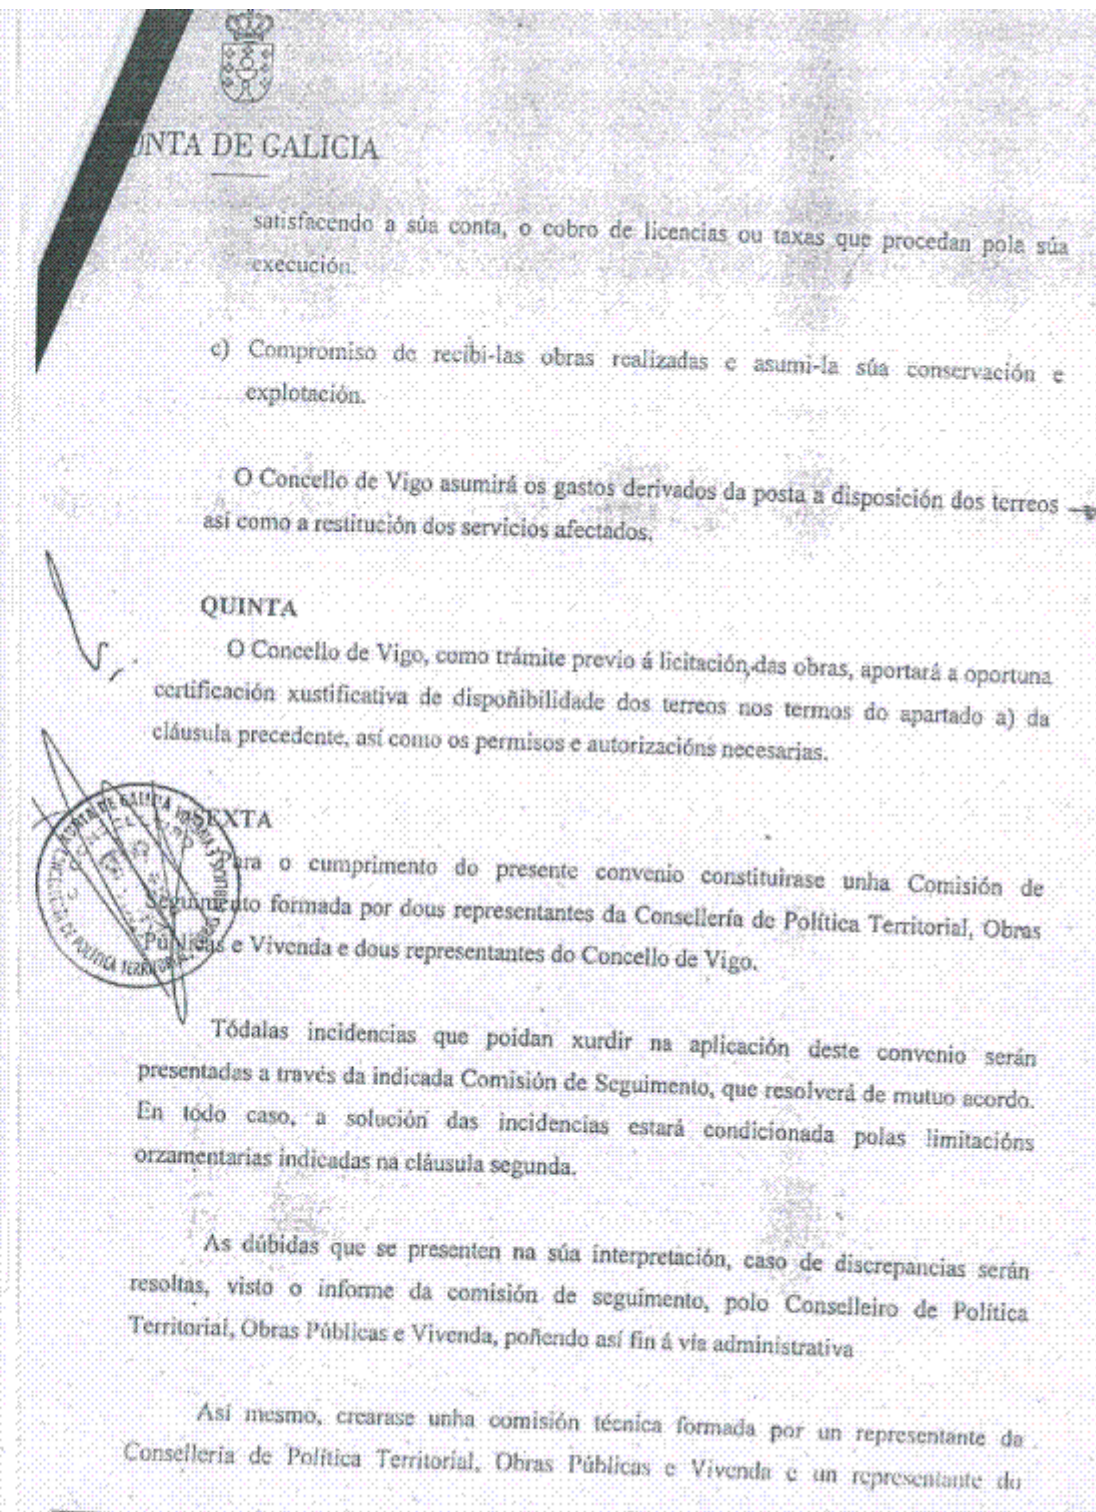 UNTA DE GALICIA
satisfacendo a súa conta, o cobro de licencias ou taxas que procedan pola súa
execución.
c) Compromiso de recibi-las obras realizadas e asumi-la súa conservación e
explotación.
O Concello de Vigo asumirá os gastos derivados da posta a disposición dos terreos
así como a restitución dos servicios afectados.
QUINTA
O Concello de Vigo, como trámite previo á licitación das obras, aportará a oportuna
certificación xustificativa de dispoñibilidade dos terreos nos termos do apartado a) da
cláusula precedente, así como os permisos e autorizacións necesarias.
SEXTA
Para o cumprimento do presente convenio constituirase unha Comisión de
Seguimento formada por dous representantes da Consellería de Política Territorial, Obras
Públicas e Vivenda e dous representantes do Concello de Vigo.
Tódalas incidencias que poidan xurdir na aplicación deste convenio serán
presentadas a través da indicada Comisión de Seguimento, que resolverá de mutuo acordo.
En todo caso, a solución das incidencias estará condicionada polas limitacións
orzamentarias indicadas na cláusula segunda.
As dúbidas que se presenten na súa interpretación, caso de discrepancias serán
resoltas, visto o informe da comisión de seguimento, polo Conselleiro de Política
Territorial, Obras Públicas e Vivenda, poñendo así fin á vía administrativa
Así mesmo, crearase unha comisión técnica formada por un representante da
Consellería de Política Territorial, Obras Públicas e Vivenda e un representante do
XUNTA DE GALICIA
POLITICA TERRITORIAL